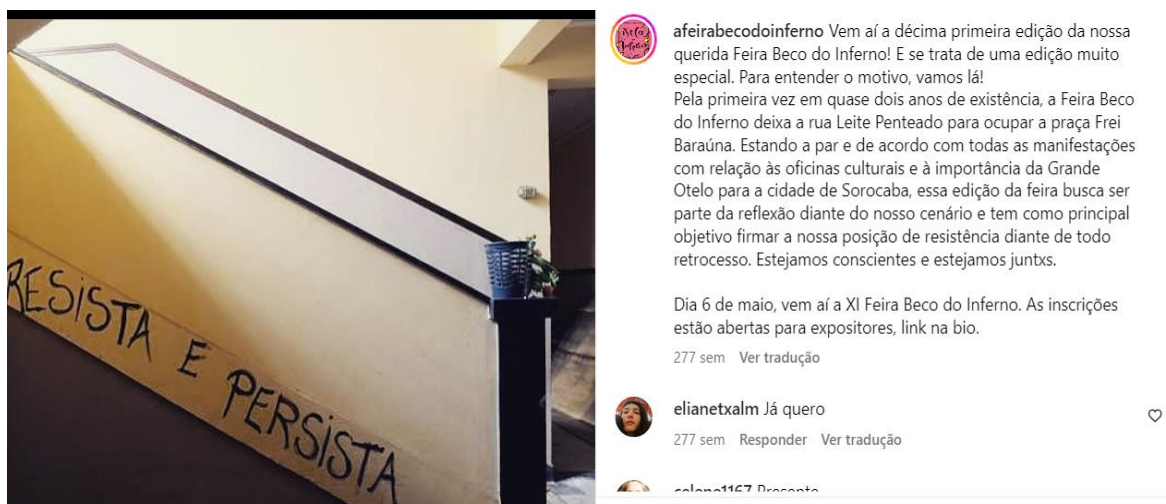 RESISTA E PERSISTA
afeirabecodoinferno Vem aí a décima primeira edição da nossa
querida Feira Beco do Inferno! E se trata de uma edição muito
especial. Para entender o motivo, vamos lá!
Pela primeira vez em quase dois anos de existência, a Feira Beco
do Inferno deixa a rua Leite Penteado para ocupar a praça Frei
Baraúna. Estando a par e de acordo com todas as manifestações
com relação às oficinas culturais e à importância da Grande
Otelo para a cidade de Sorocaba, essa edição da feira busca ser
parte da reflexão diante do nosso cenário e tem como principal
objetivo firmar a nossa posição de resistência diante de todo
retrocesso. Estejamos conscientes e estejamos juntxs.
Dia 6 de maio, vem aí a XI Feira Beco do Inferno. As inscrições
estão abertas para expositores, link na bio.
277 sem Ver tradução
elianetxalm Já quero
277 sem Responder Ver tradução